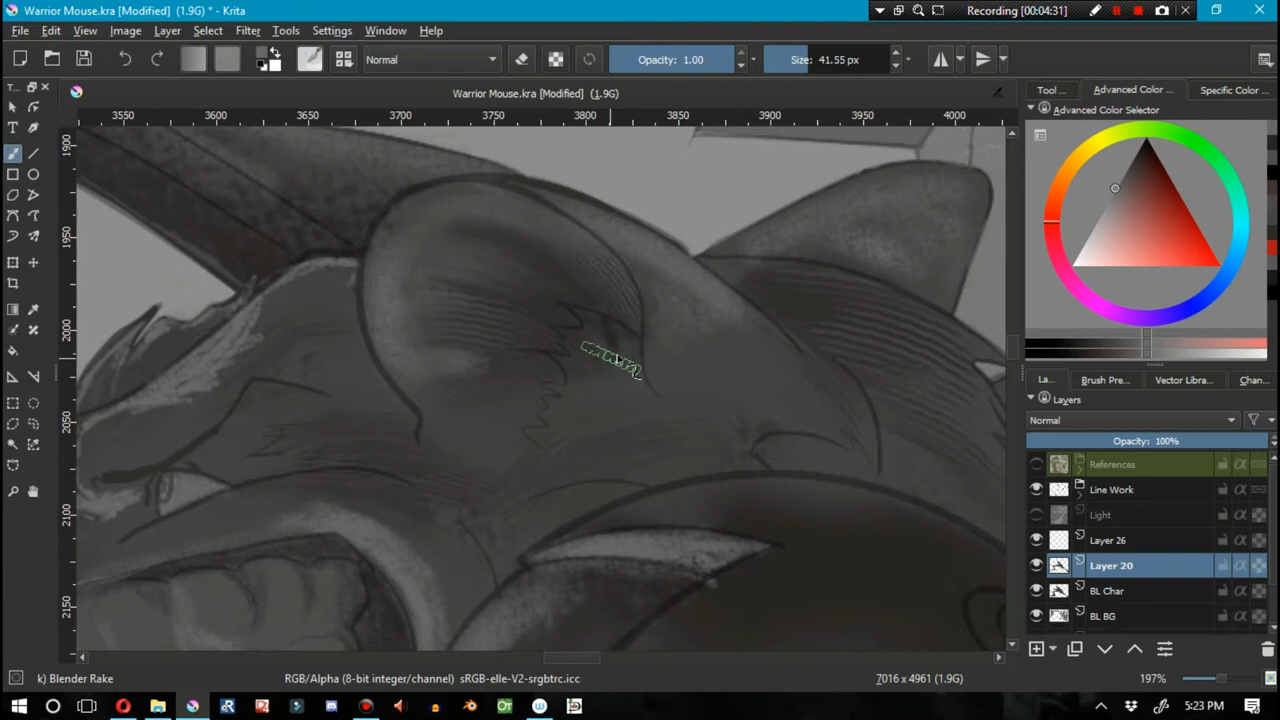 Warrior Mouse.kra [Modified] (1.9G) * - Krita
Recording [00:04:31]
File Edit View Image Layer Select Filter Tools Settings Window Help
Normal
Opacity: 1.00
Size: 41.55 px
T...
Warrior Mouse.kra [Modified] (1.9G)
Tool ...
Advanced Color ...
Specific Color ...
3550 3600 3650 3700 3750 3800 3850 3900 3950 4000
Advanced Color Selector
1900
1950
2000
2050
2100
2150
La...
Brush Pre...
Vector Libra...
Chan...
Layers
Normal
Opacity: 100%
References
Line Work
Light
Layer 26
Layer 20
BL Char
BL BG
k) Blender Rake
RGB/Alpha (8-bit integer/channel) sRGB-elle-V2-srgbtrc.icc
7016 x 4961 (1.9G)
197%
5:23 PM